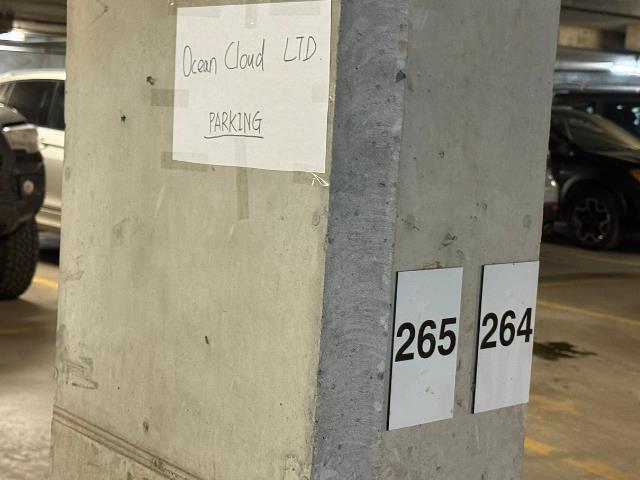 Ocean Cloud LTD.
PARKING
265 264